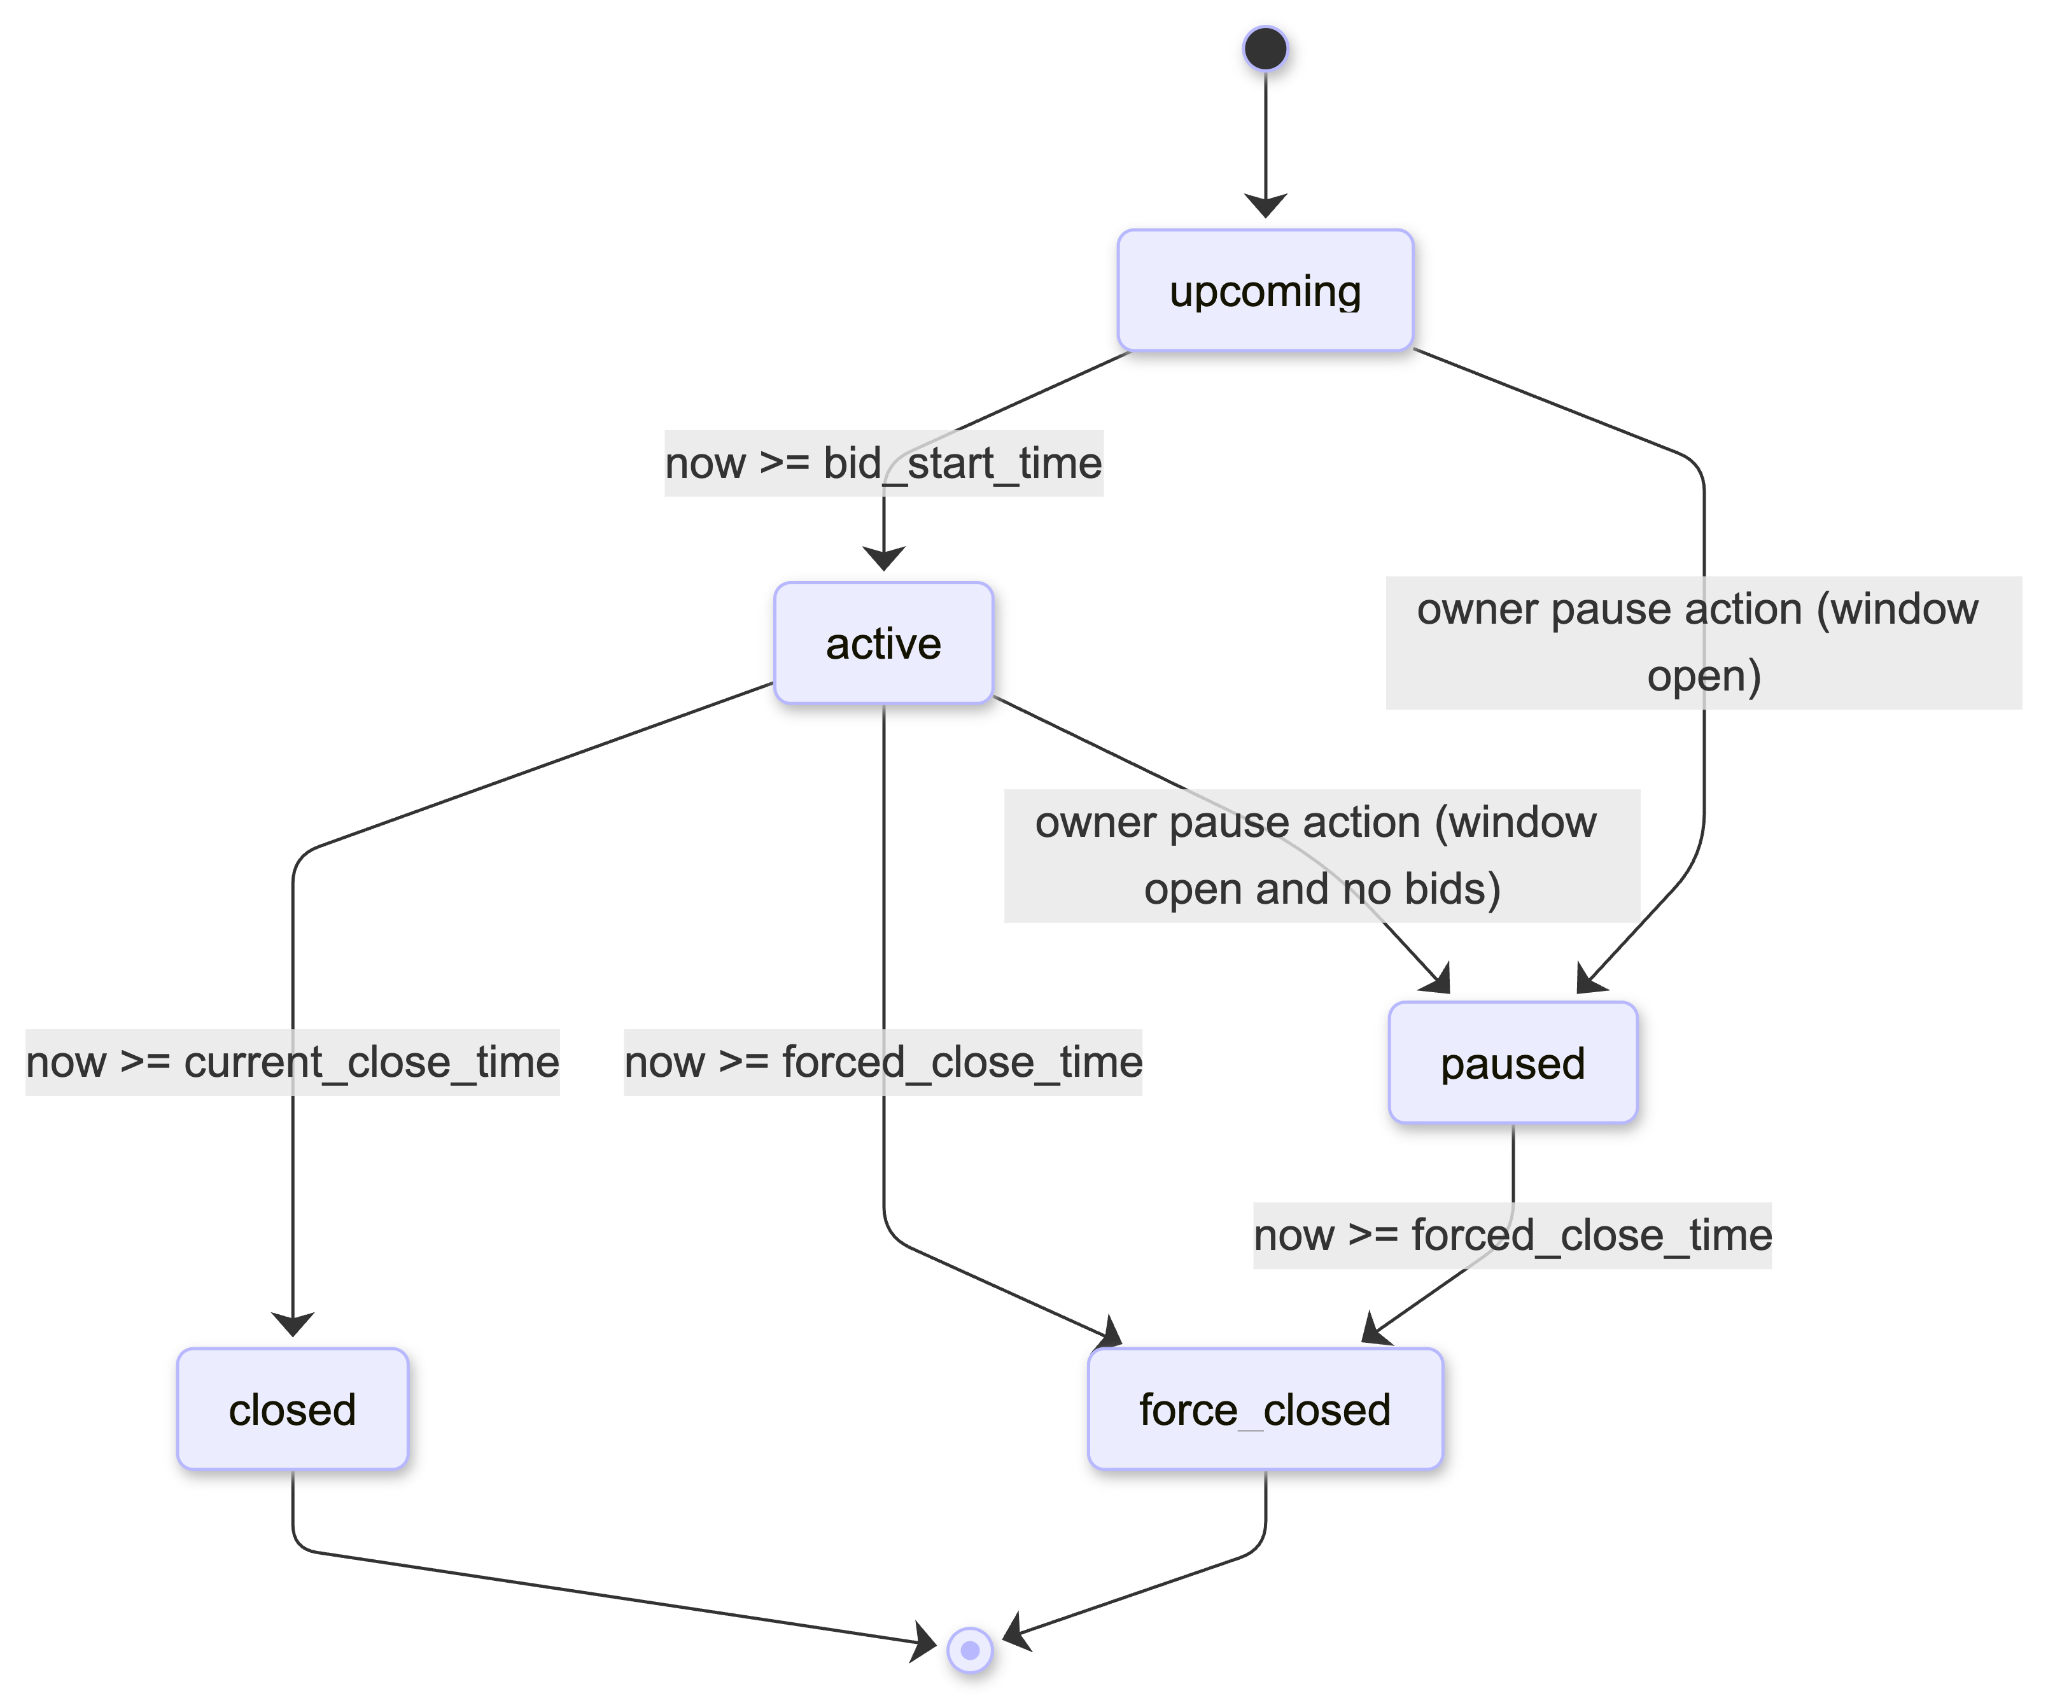 upcoming
now >= bid_start_time
owner pause action (window
open)
active
owner pause action (window
open and no bids)
now >= current_close_time
now >= forced_close_time
paused
now >= forced_close_time
closed
force_closed